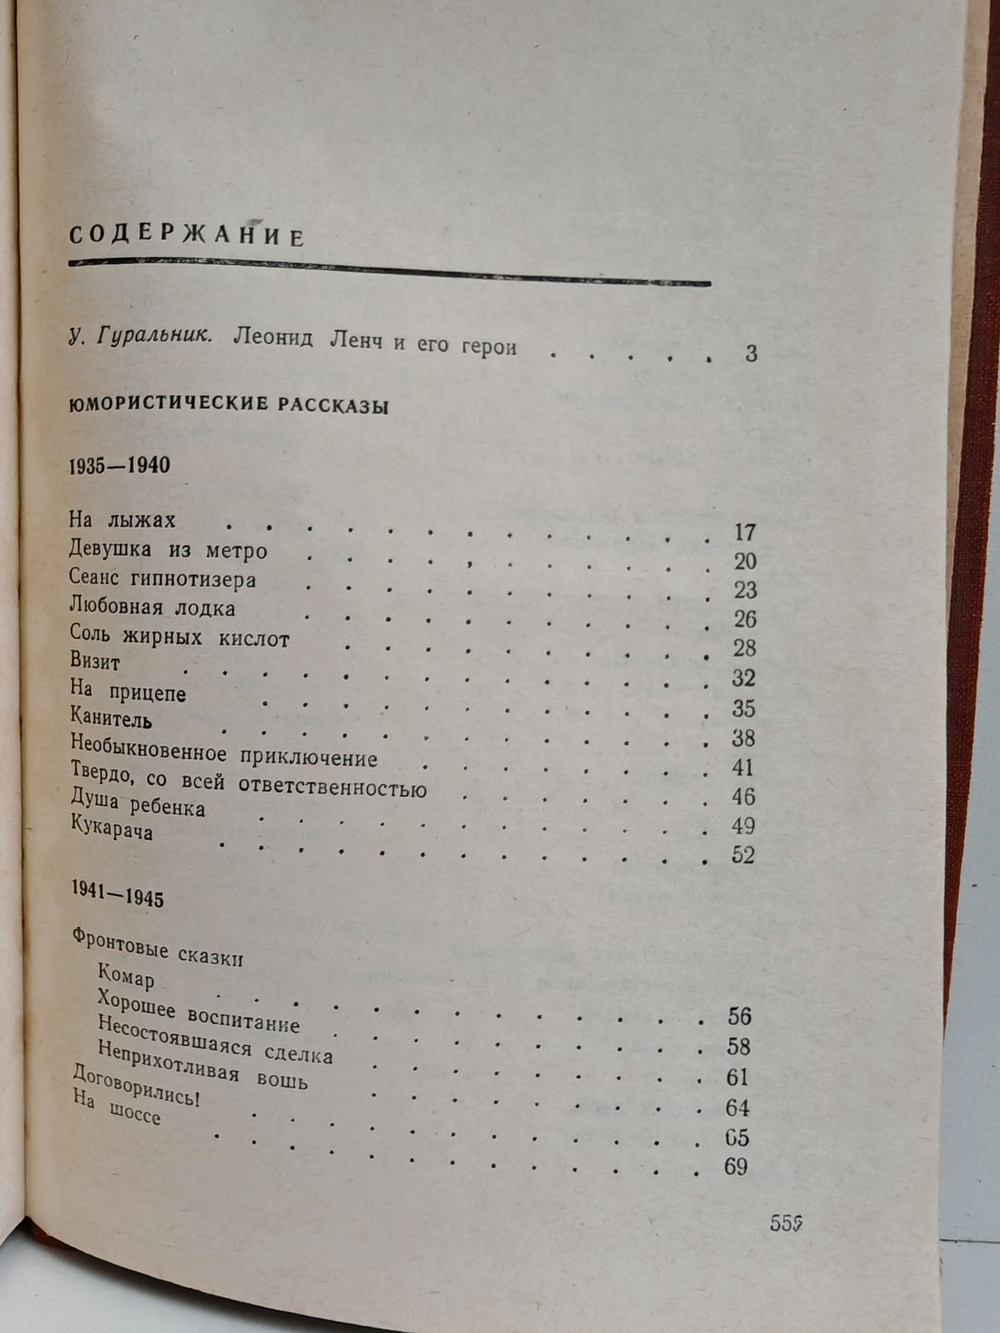 СОДЕРЖАНИЕ
У. Гуральник. Леонид Ленч и его герои . . . . . 3
ЮМОРИСТИЧЕСКИЕ РАССКАЗЫ
1935—1940
На лыжах . . . . . . . . . . . . . 17
Девушка из метро . . . . . . . . . . . 20
Сеанс гипнотизера . . . . . . . . . . . 23
Любовная лодка . . . . . . . . . . . 26
Соль жирных кислот . . . . . . . . . . 28
Визит . . . . . . . . . . . . . . 32
На прицепе . . . . . . . . . . . . 35
Канитель . . . . . . . . . . . . . 38
Необыкновенное приключение . . . . . . . . 41
Твердо, со всей ответственностью . . . . . . . 46
Душа ребенка . . . . . . . . . . . . 49
Кукарача . . . . . . . . . . . . . 52
1941—1945
Фронтовые сказки
Комар . . . . . . . . . . . . . 56
Хорошее воспитание . . . . . . . . . . 58
Несостоявшаяся сделка . . . . . . . . . 61
Неприхотливая вошь . . . . . . . . . 64
Договорились! . . . . . . . . . . . . 65
На шоссе . . . . . . . . . . . . . 69